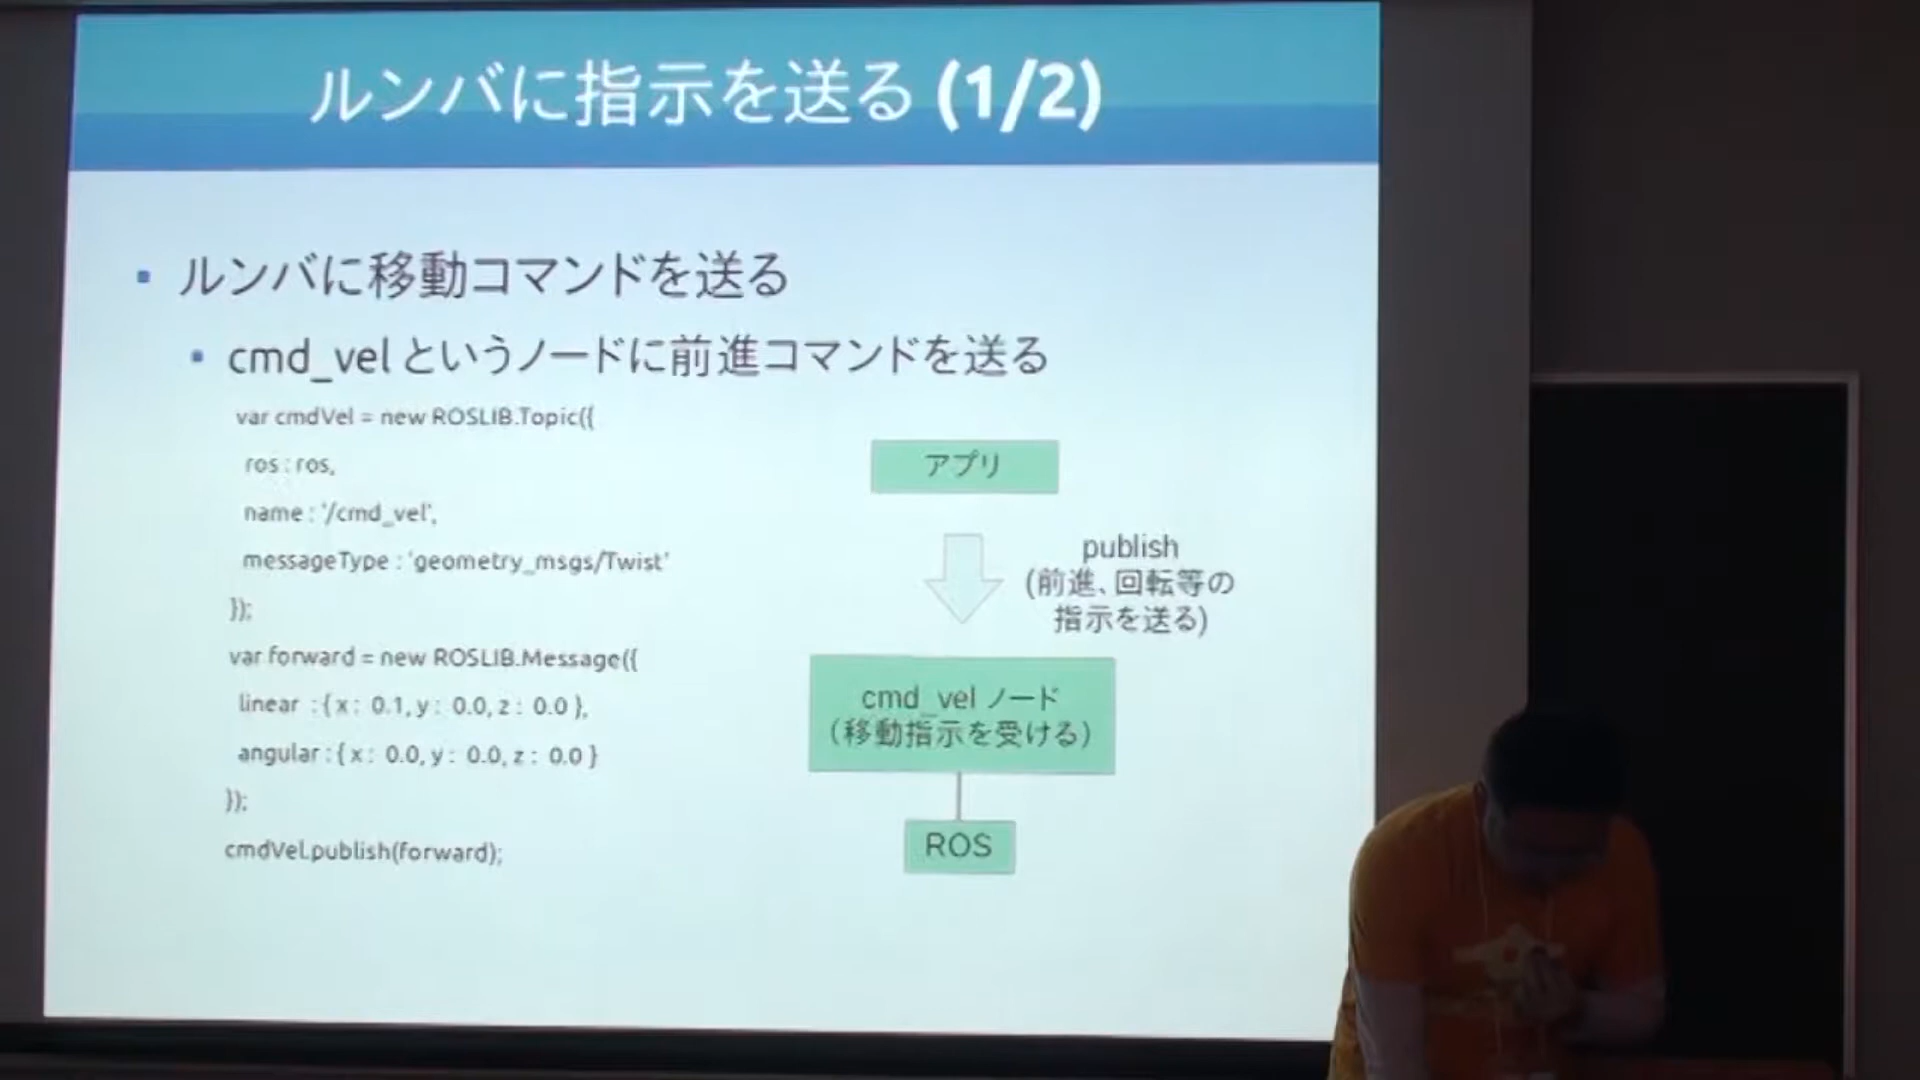 ルンバに指示を送る (1/2)
ルンバに移動コマンドを送る
cmd_vel というノードに前進コマンドを送る
var cmdVel = new ROSLIB.Topic({
ros : ros,
name : '/cmd_vel',
messageType : 'geometry_msgs/Twist'
});
var forward = new ROSLIB.Message({
linear : { x : 0.1, y : 0.0, z : 0.0 },
angular : { x : 0.0, y : 0.0, z : 0.0 }
});
cmdVel.publish(forward);
アプリ
publish
(前進、回転等の
指示を送る)
cmd_vel ノード
(移動指示を受ける)
ROS